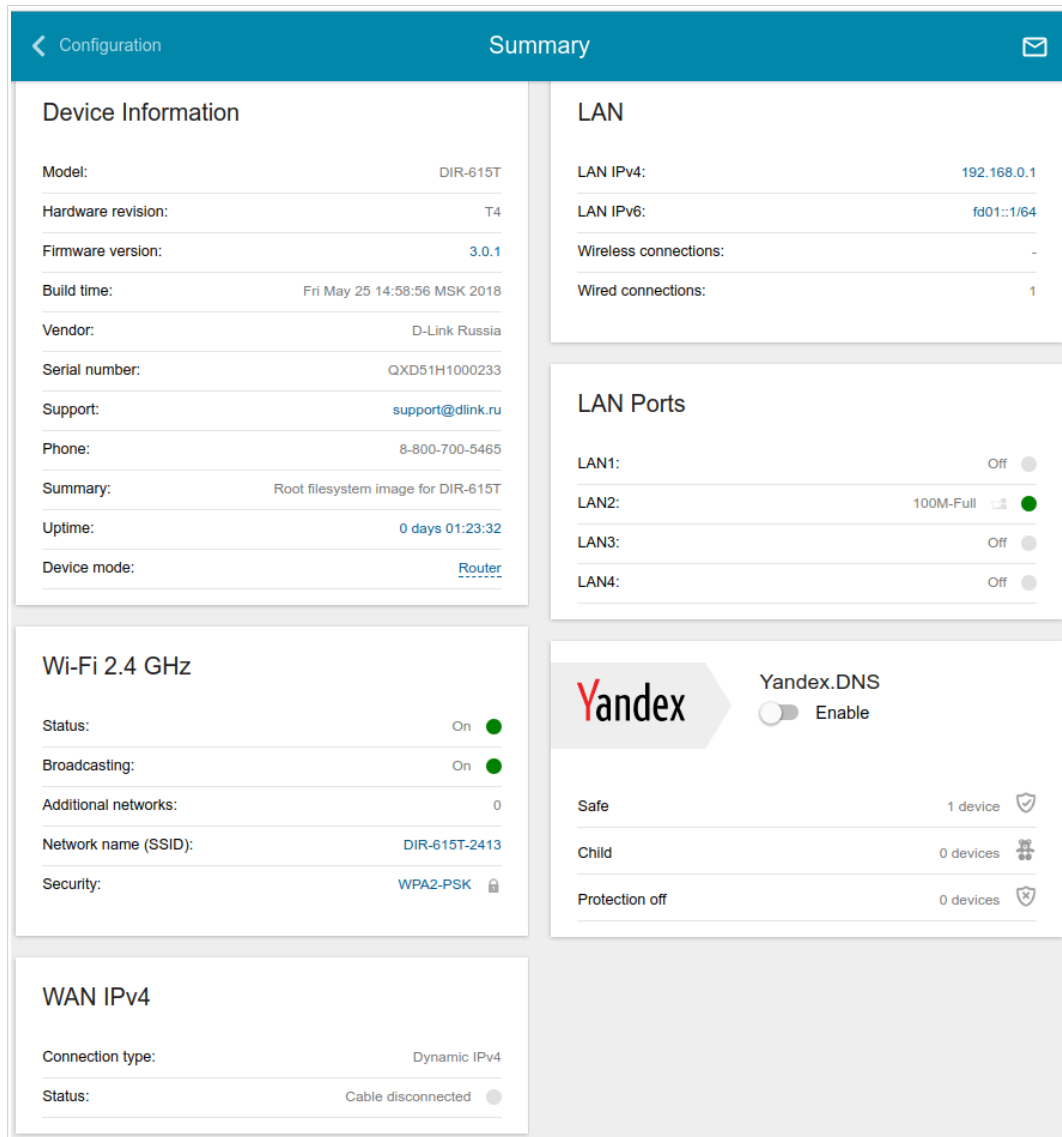 Configuration
Summary
Device Information
Model: DIR-615T
Hardware revision: T4
Firmware version: 3.0.1
Build time: Fri May 25 14:58:56 MSK 2018
Vendor: D-Link Russia
Serial number: QXD51H1000233
Support: support@dlink.ru
Phone: 8-800-700-5465
Summary: Root filesystem image for DIR-615T
Uptime: 0 days 01:23:32
Device mode: Router
Wi-Fi 2.4 GHz
Status: On
Broadcasting: On
Additional networks: 0
Network name (SSID): DIR-615T-2413
Security: WPA2-PSK
WAN IPv4
Connection type: Dynamic IPv4
Status: Cable disconnected
LAN
LAN IPv4: 192.168.0.1
LAN IPv6: fd01::1/64
Wireless connections: -
Wired connections: 1
LAN Ports
LAN1: Off
LAN2: 100M-Full
LAN3: Off
LAN4: Off
Yandex
Yandex.DNS
Enable
Safe 1 device
Child 0 devices
Protection off 0 devices